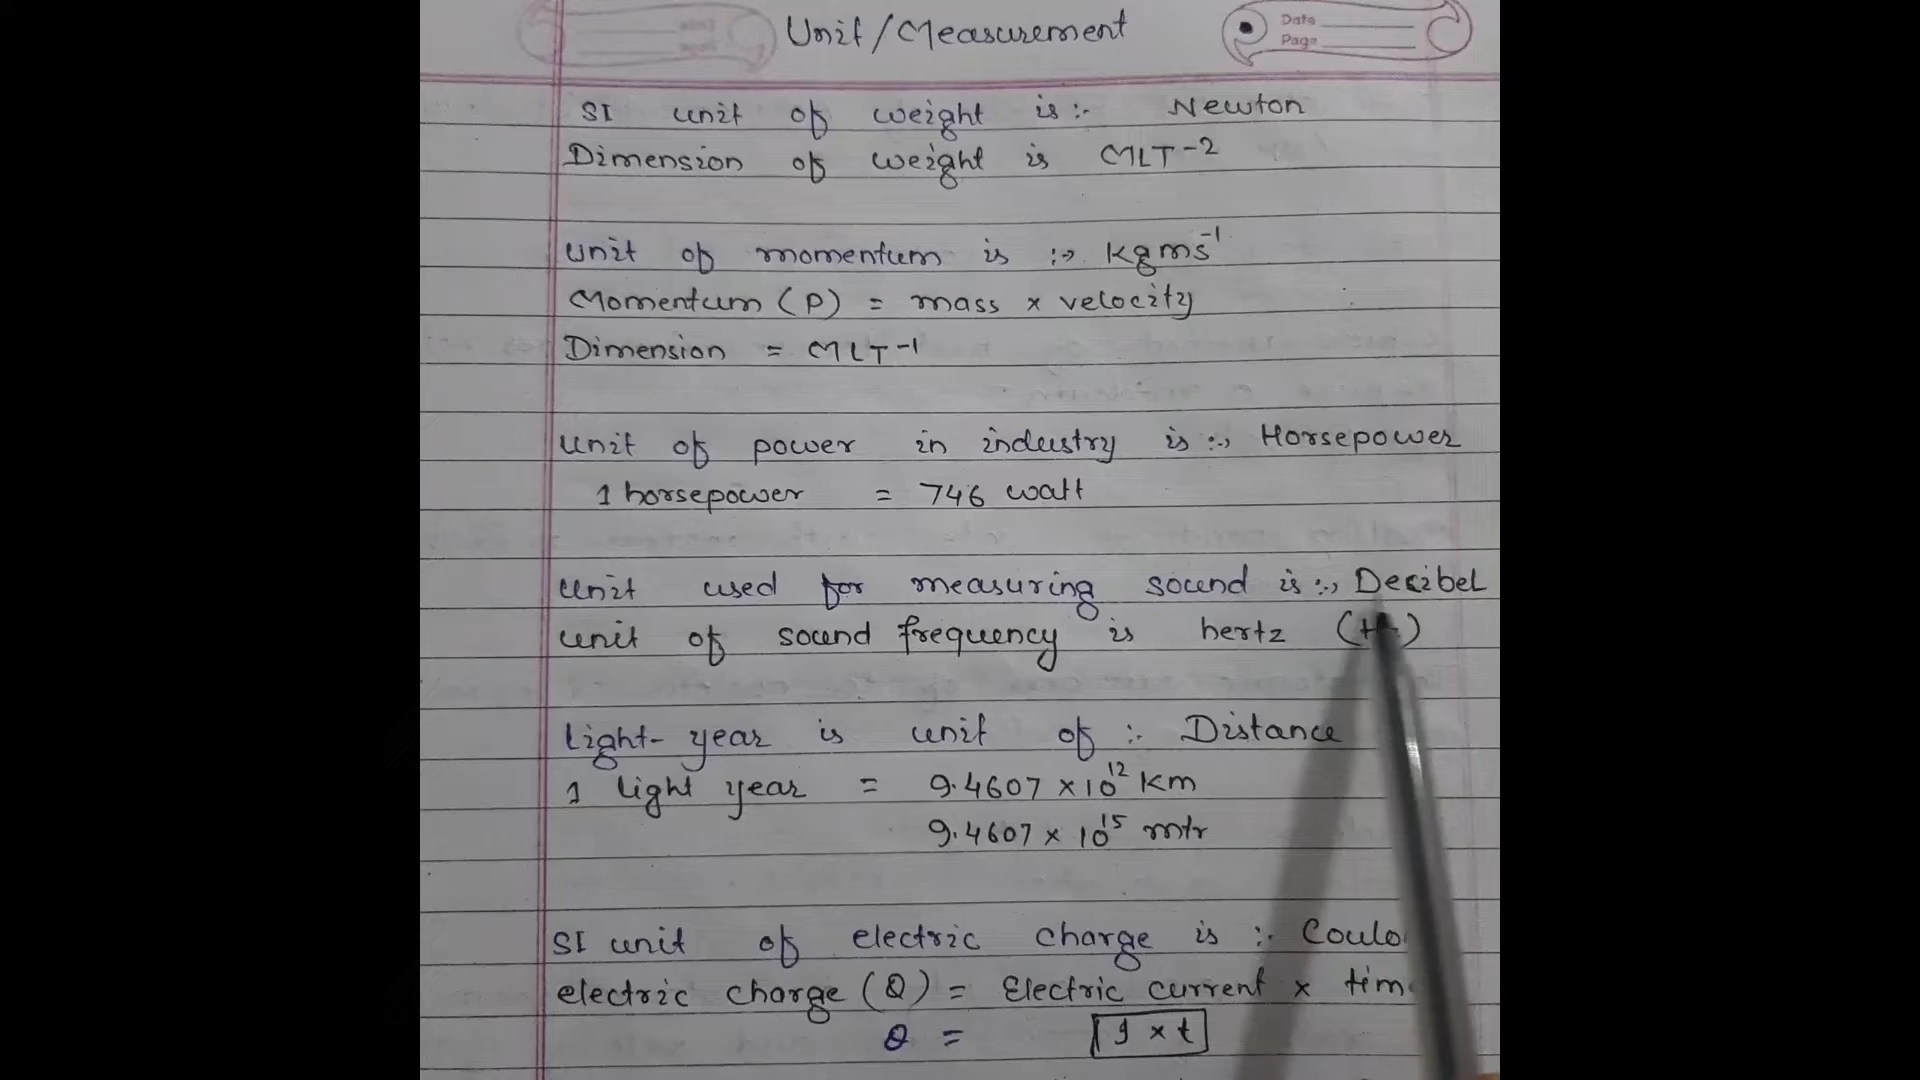 Unit/Measurement
Date
Page
SI unit of weight is :- Newton
Dimension of weight is MLT-2
Unit of momentum is :-> kgms-1
Momentum (P) = mass x velocity
Dimension = MLT-1
Unit of power in industry is :-> Horsepower
1 horsepower = 746 watt
Unit used for measuring sound is :-> Decibel
unit of sound frequency is hertz
Light-year is unit of :- Distance
1 light year = 9.4607 x 10^12 Km
9.4607 x 10^15 mtr
SI unit of electric charge is :-
electric charge (Q) = Electric current x
Q = I x t